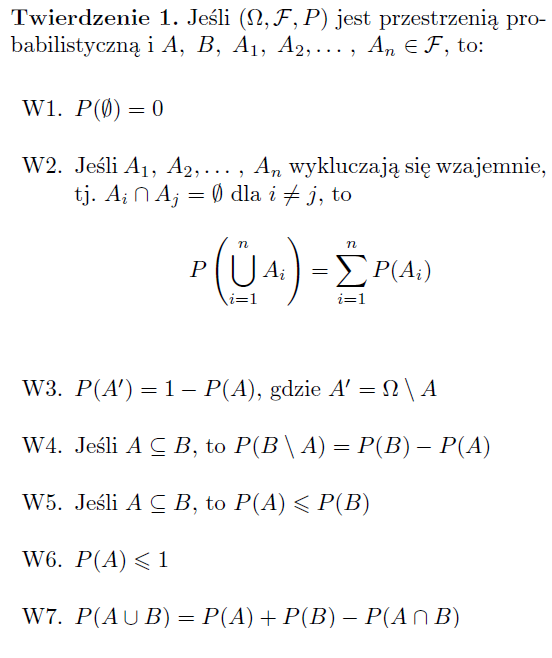 Twierdzenie 1. Jeśli (Ω, ℱ, P) jest przestrzenią pro-
babilistyczną i A, B, A₁, A₂, . . . , Aₙ ∈ ℱ, to:
W1. P(∅) = 0
W2. Jeśli A₁, A₂, . . . , Aₙ wykluczają się wzajemnie,
tj. Aᵢ ∩ Aⱼ = ∅ dla i ≠ j, to
P(⋃ᵢ₌₁ⁿ Aᵢ) = ∑ᵢ₌₁ⁿ P(Aᵢ)
W3. P(A′) = 1 − P(A), gdzie A′ = Ω \ A
W4. Jeśli A ⊆ B, to P(B \ A) = P(B) − P(A)
W5. Jeśli A ⊆ B, to P(A) ⩽ P(B)
W6. P(A) ⩽ 1
W7. P(A ∪ B) = P(A) + P(B) − P(A ∩ B)